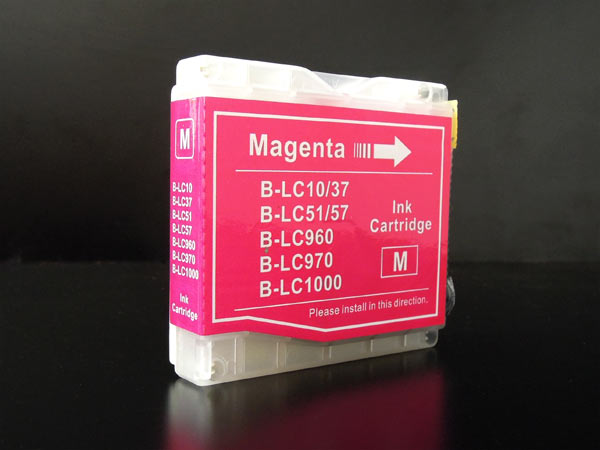 M
B-LC10
B-LC37
B-LC51
B-LC57
B-LC960
B-LC970
B-LC1000
Ink
Cartridge
Magenta
B-LC10/37
B-LC51/57
B-LC960
B-LC970
B-LC1000
Ink
Cartridge
M
Please install in this direction.